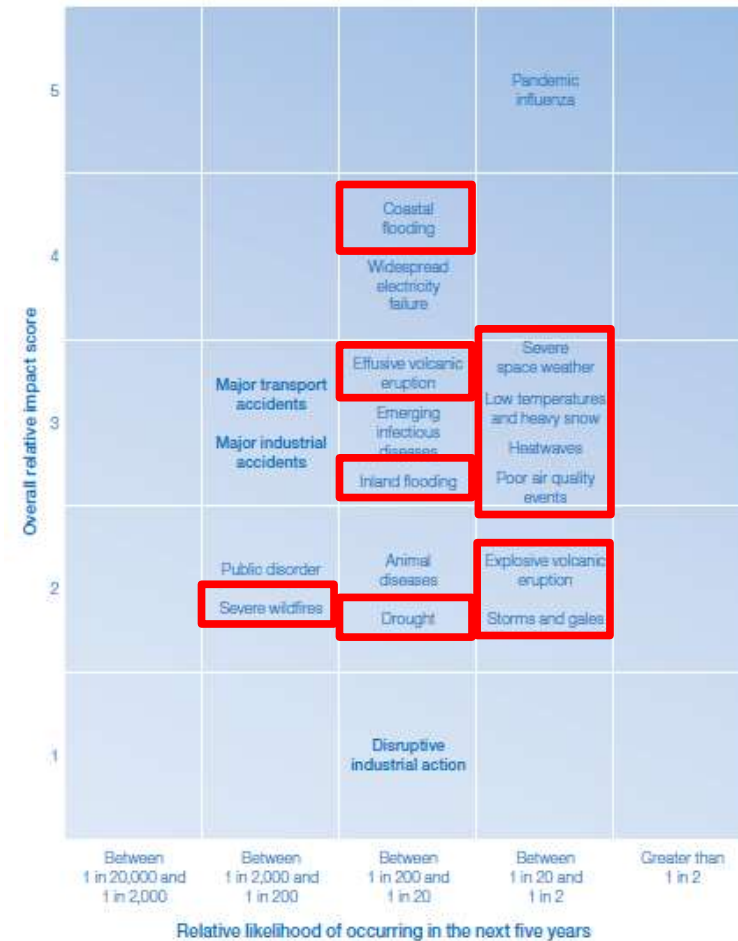 5
Pandemic
influenza
4
Coastal
flooding
Widespread
electricity
failure
Overall relative impact score
3
Major transport
accidents
Major industrial
accidents
Effusive volcanic
eruption
Emerging
infectious
diseases
Inland flooding
Severe
space weather
Low temperatures
and heavy snow
Heatwaves
Poor air quality
events
2
Public disorder
Severe wildfires
Animal
diseases
Drought
Explosive volcanic
eruption
Storms and gales
1
Disruptive
industrial action
Between
1 in 20,000 and
1 in 2,000
Between
1 in 2,000 and
1 in 200
Between
1 in 200 and
1 in 20
Between
1 in 20 and
1 in 2
Greater than
1 in 2
Relative likelihood of occurring in the next five years